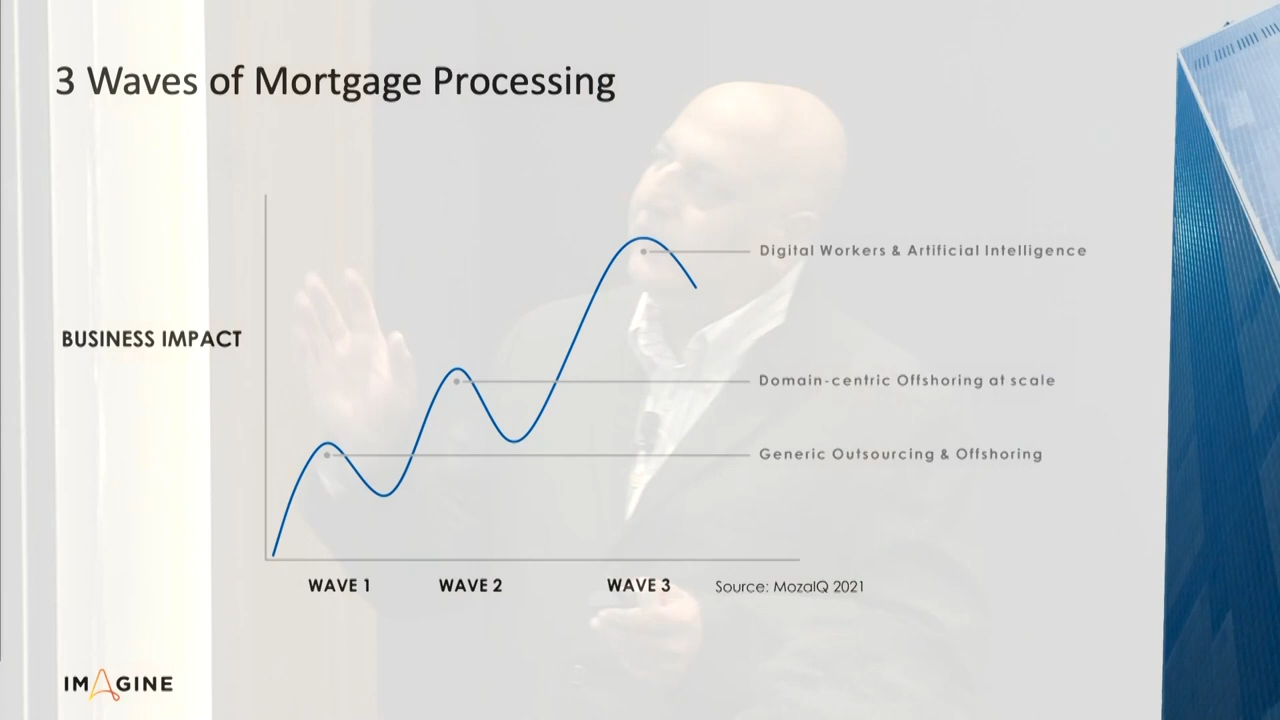 3 Waves of Mortgage Processing
Digital Workers & Artificial Intelligence
BUSINESS IMPACT
Domain-centric Offshoring at scale
Generic Outsourcing & Offshoring
WAVE 1
WAVE 2
WAVE 3
Source: MozaIQ 2021
IMAGINE